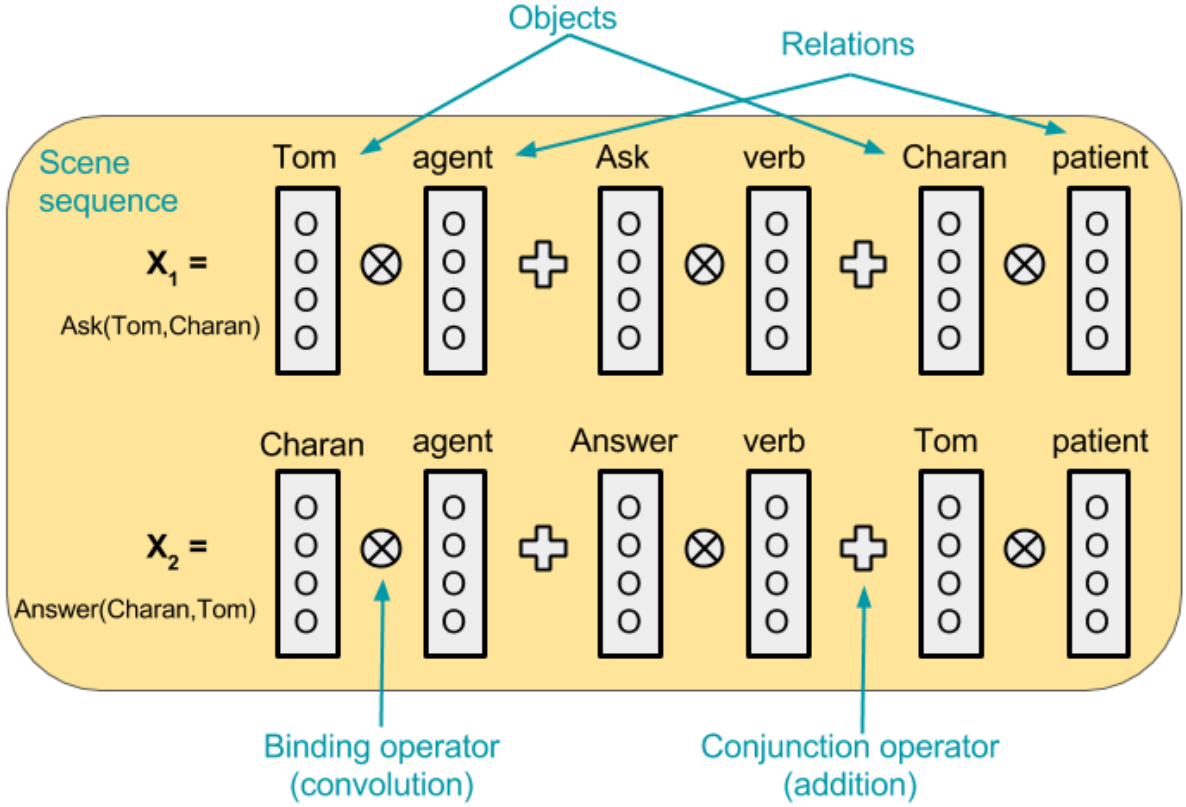 Objects
Relations
Scene
sequence
Tom agent Ask verb Charan patient
O O O O O O
O O O O O O
X1 = ⊗ + ⊗ + ⊗
O O O O O O
Ask(Tom,Charan)
O O O O O O
Charan agent Answer verb Tom patient
O O O O O O
O O O O O O
X2 = ⊗ + ⊗ + ⊗
O O O O O O
Answer(Charan,Tom)
O O O O O O
Binding operator
(convolution)
Conjunction operator
(addition)